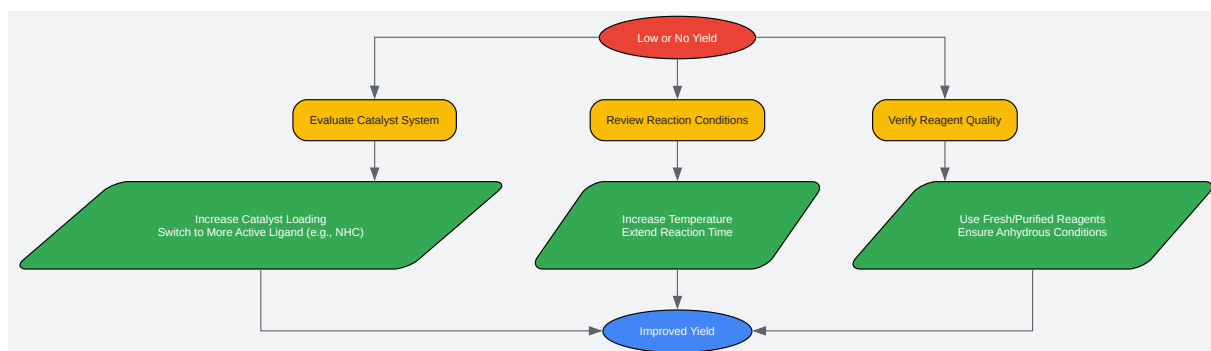 Low or No Yield
Evaluate Catalyst System
Review Reaction Conditions
Verify Reagent Quality
Increase Catalyst Loading
Switch to More Active Ligand (e.g., NHC)
Increase Temperature
Extend Reaction Time
Use Fresh/Purified Reagents
Ensure Anhydrous Conditions
Improved Yield